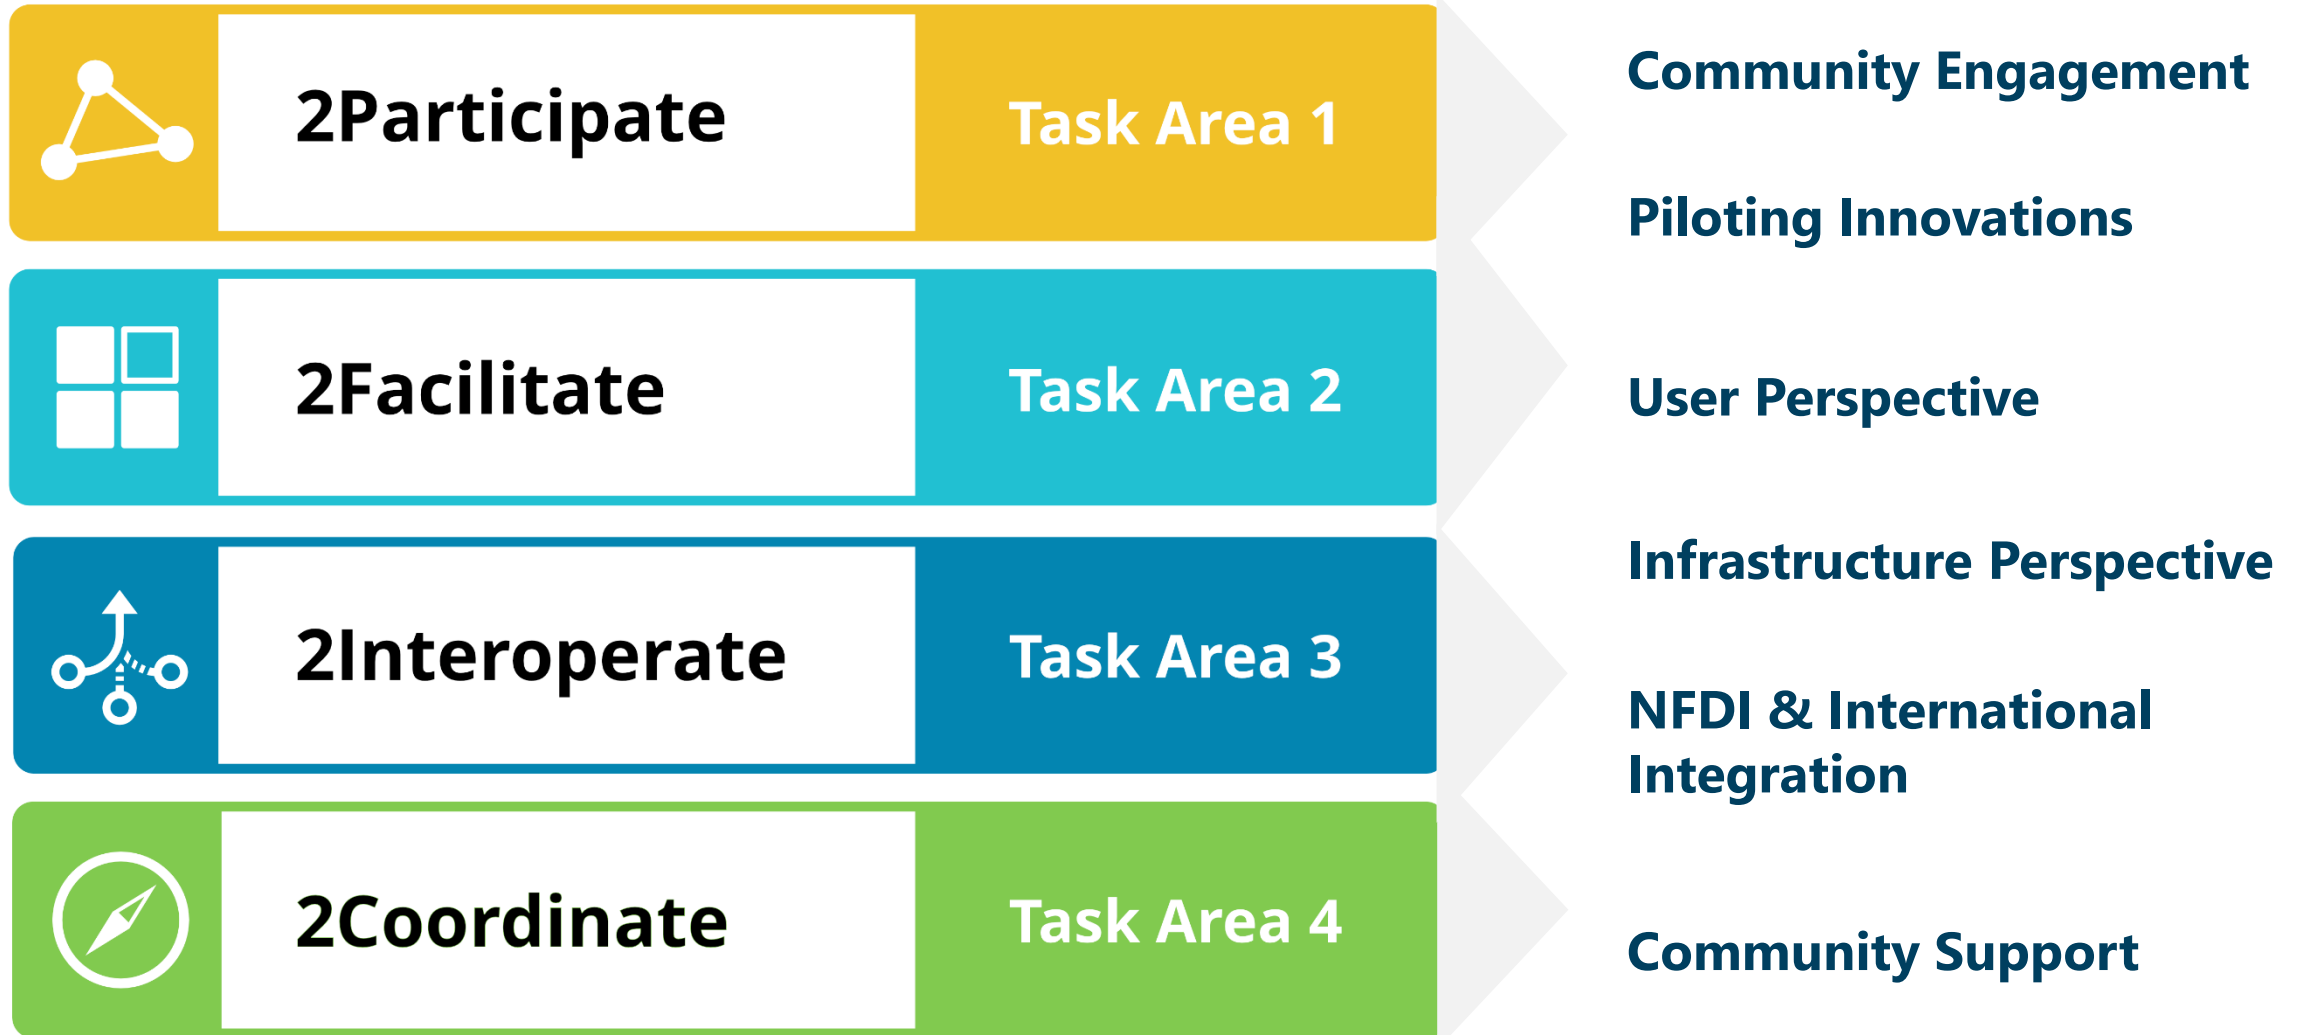 2Participate
Task Area 1
Community Engagement
Piloting Innovations
2Facilitate
Task Area 2
User Perspective
2Interoperate
Task Area 3
Infrastructure Perspective
NFDI & International
Integration
2Coordinate
Task Area 4
Community Support